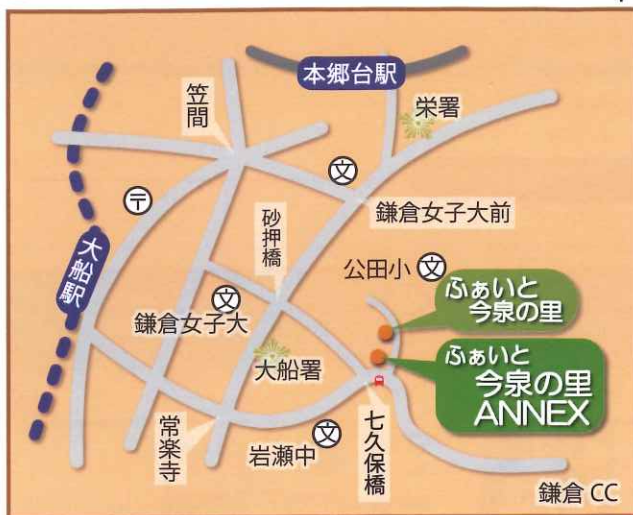 本郷台駅
栄署
笠間
文
〒
鎌倉女子大前
砂押橋
公田小 文
大船駅
文
鎌倉女子大
ふぁいと
今泉の里
大船署
ふぁいと
今泉の里
ANNEX
常楽寺
岩瀬中 文
七久保橋
鎌倉 CC